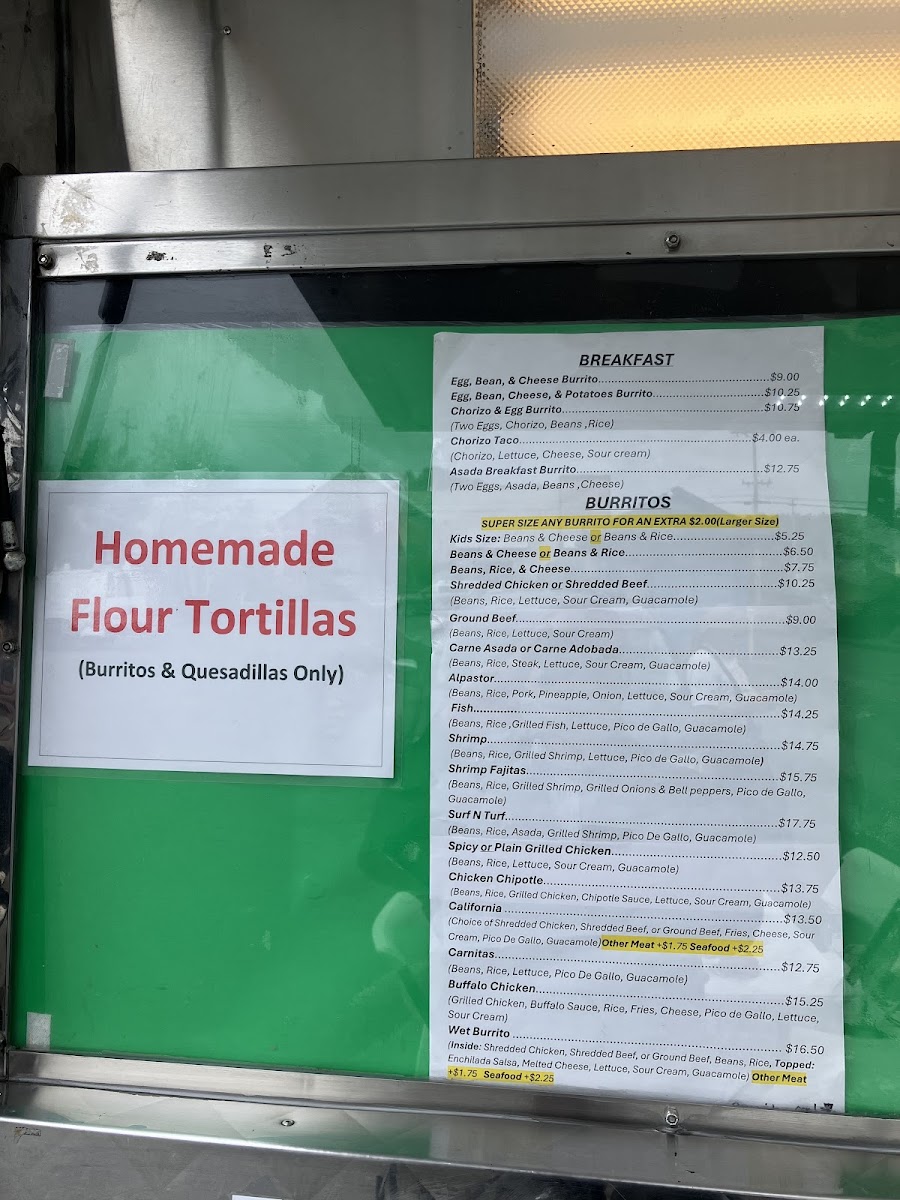 Homemade
Flour Tortillas
(Burritos & Quesadillas Only)
BREAKFAST
Egg, Bean, & Cheese Burrito...$9.00
Egg, Bean, Cheese, & Potatoes Burrito...$10.25
Chorizo & Egg Burrito...$10.75
(Two Eggs, Chorizo, Beans ,Rice)
Chorizo Taco...$4.00 ea.
(Chorizo, Lettuce, Cheese, Sour cream)
Asada Breakfast Burrito...$12.75
(Two Eggs, Asada, Beans ,Cheese)
BURRITOS
SUPER SIZE ANY BURRITO FOR AN EXTRA $2.00(Larger Size)
Kids Size: Beans & Cheese or Beans & Rice...$5.25
Beans & Cheese or Beans & Rice...$6.50
Beans, Rice, & Cheese...$7.75
Shredded Chicken or Shredded Beef...$10.25
(Beans, Rice, Lettuce, Sour Cream, Guacamole)
Ground Beef...$9.00
(Beans, Rice, Lettuce, Sour Cream)
Carne Asada or Carne Adobada...$13.25
(Beans, Rice, Steak, Lettuce, Sour Cream, Guacamole)
Alpastor...$14.00
(Beans, Rice, Pork, Pineapple, Onion, Lettuce, Sour Cream, Guacamole)
Fish...$14.25
(Beans, Rice ,Grilled Fish, Lettuce, Pico de Gallo, Guacamole)
Shrimp...$14.75
(Beans, Rice, Grilled Shrimp, Lettuce, Pico de Gallo, Guacamole)
Shrimp Fajitas...$15.75
(Beans, Rice, Grilled Shrimp, Grilled Onions & Bell peppers, Pico de Gallo,
Guacamole)
Surf N Turf...$17.75
(Beans, Rice, Asada, Grilled Shrimp, Pico De Gallo, Guacamole)
Spicy or Plain Grilled Chicken...$12.50
(Beans, Rice, Lettuce, Sour Cream, Guacamole)
Chicken Chipotle...$13.75
(Beans, Rice, Grilled Chicken, Chipotle Sauce, Lettuce, Sour Cream, Guacamole)
California ...$13.50
(Choice of Shredded Chicken, Shredded Beef, or Ground Beef, Fries, Cheese, Sour
Cream, Pico De Gallo, Guacamole)Other Meat +$1.75 Seafood +$2.25
Carnitas...$12.75
(Beans, Rice, Lettuce, Pico De Gallo, Guacamole)
Buffalo Chicken...$15.25
(Grilled Chicken, Buffalo Sauce, Rice, Fries, Cheese, Pico de Gallo, Lettuce,
Sour Cream)
Wet Burrito ...$16.50
(Inside: Shredded Chicken, Shredded Beef, or Ground Beef, Beans, Rice, Topped:
Enchilada Salsa, Melted Cheese, Lettuce, Sour Cream, Guacamole) Other Meat
+$1.75 Seafood +$2.25